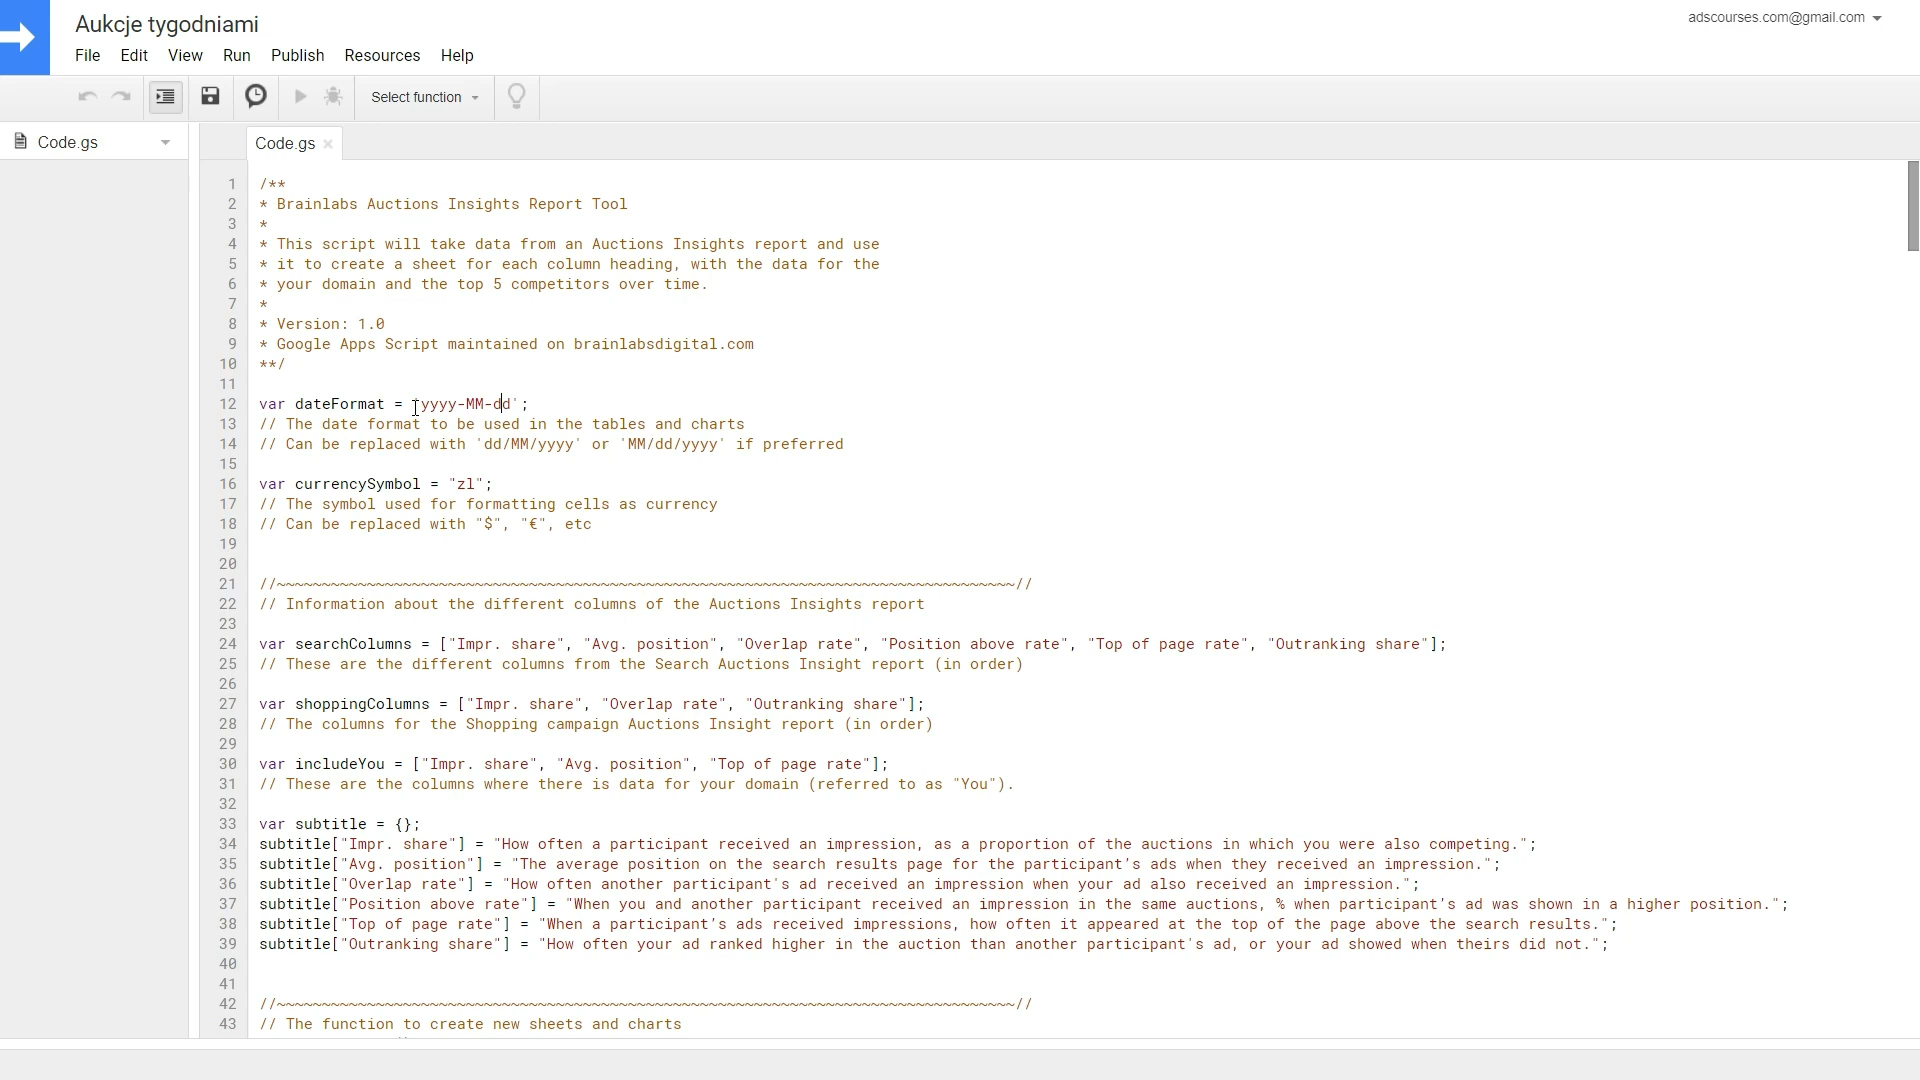 Aukcje tygodniami
adscourses.com@gmail.com
File Edit View Run Publish Resources Help
Select function
Code.gs
Code.gs
1 /**
2 * Brainlabs Auctions Insights Report Tool
3 *
4 * This script will take data from an Auctions Insights report and use
5 * it to create a sheet for each column heading, with the data for the
6 * your domain and the top 5 competitors over time.
7 *
8 * Version: 1.0
9 * Google Apps Script maintained on brainlabsdigital.com
10 **/
11
12 var dateFormat = 'yyyy-MM-dd';
13 // The date format to be used in the tables and charts
14 // Can be replaced with 'dd/MM/yyyy' or 'MM/dd/yyyy' if preferred
15
16 var currencySymbol = "zl";
17 // The symbol used for formatting cells as currency
18 // Can be replaced with "$", "€", etc
19
20
21 //~~~~~~~~~~~~~~~~~~~~~~~~~~~~~~~~~~~~~~~~~~~~~~~~~~~~~~~~~~~~~~~~~~~~~~~~~~~~~~~~~~//
22 // Information about the different columns of the Auctions Insights report
23
24 var searchColumns = ["Impr. share", "Avg. position", "Overlap rate", "Position above rate", "Top of page rate", "Outranking share"];
25 // These are the different columns from the Search Auctions Insight report (in order)
26
27 var shoppingColumns = ["Impr. share", "Overlap rate", "Outranking share"];
28 // The columns for the Shopping campaign Auctions Insight report (in order)
29
30 var includeYou = ["Impr. share", "Avg. position", "Top of page rate"];
31 // These are the columns where there is data for your domain (referred to as "You").
32
33 var subtitle = {};
34 subtitle["Impr. share"] = "How often a participant received an impression, as a proportion of the auctions in which you were also competing.";
35 subtitle["Avg. position"] = "The average position on the search results page for the participant's ads when they received an impression.";
36 subtitle["Overlap rate"] = "How often another participant's ad received an impression when your ad also received an impression.";
37 subtitle["Position above rate"] = "When you and another participant received an impression in the same auctions, % when participant's ad was shown in a higher position.";
38 subtitle["Top of page rate"] = "When a participant's ads received impressions, how often it appeared at the top of the page above the search results.";
39 subtitle["Outranking share"] = "How often your ad ranked higher in the auction than another participant's ad, or your ad showed when theirs did not.";
40
41
42 //~~~~~~~~~~~~~~~~~~~~~~~~~~~~~~~~~~~~~~~~~~~~~~~~~~~~~~~~~~~~~~~~~~~~~~~~~~~~~~~~~~//
43 // The function to create new sheets and charts